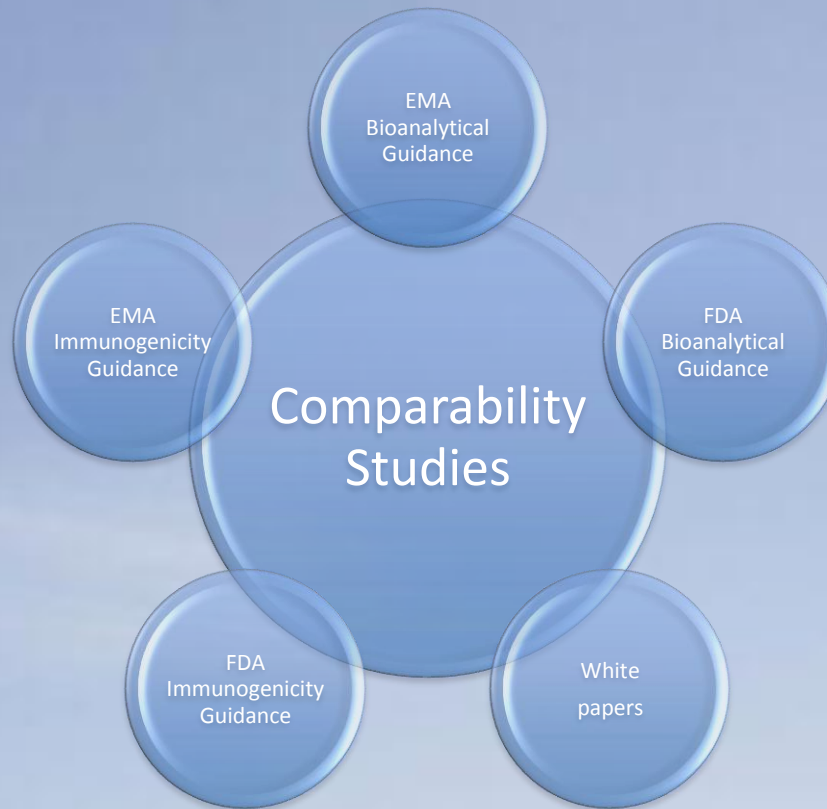 EMA
Bioanalytical
Guidance
EMA
Immunogenicity
Guidance
FDA
Bioanalytical
Guidance
Comparability
Studies
FDA
Immunogenicity
Guidance
White
papers